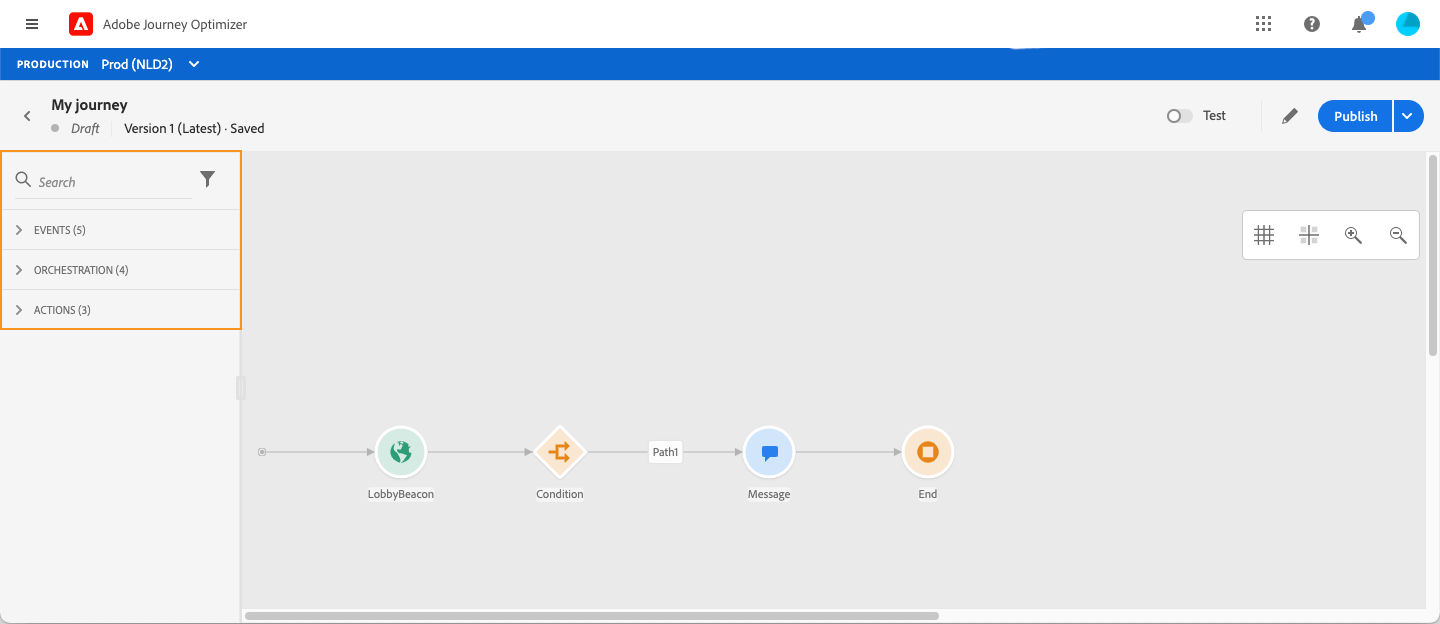 Adobe Journey Optimizer
PRODUCTION Prod (NLD2)
My journey
Draft Version 1 (Latest) · Saved
Test
Publish
Search
EVENTS (5)
ORCHESTRATION (4)
ACTIONS (3)
Path1
LobbyBeacon Condition Message End